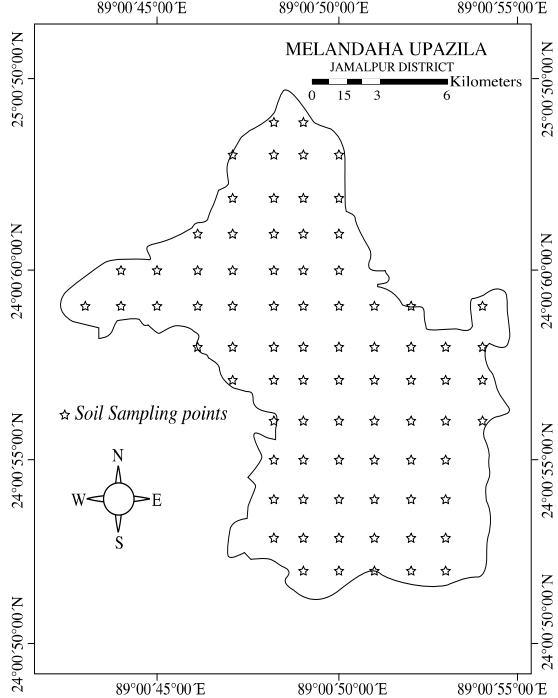 89°00´45°00´´E 89°00´50°00´´E 89°00´55°00´´E
MELANDAHA UPAZILA
JAMALPUR DISTRICT
Kilometers
0 15 3 6
25°00´50°00´´N 25°00´50°00´´N
24°00´60°00´´N 24°00´60°00´´N
Soil Sampling points
N
W E
S
24°00´55°00´´N 24°00´55°00´´N
24°00´50°00´´N 24°00´50°00´´N
89°00´45°00´´E 89°00´50°00´´E 89°00´55°00´´E